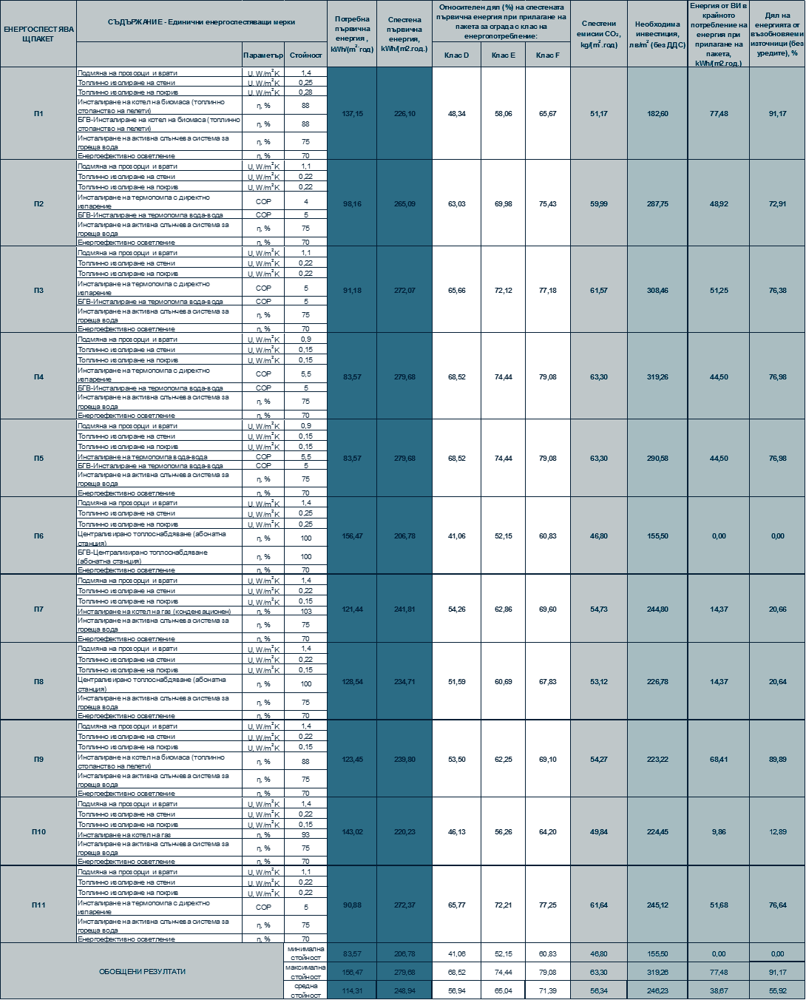 ЕНЕРГОСПЕСТЯВА
Щ ПАКЕТ
СЪДЪРЖАНИЕ - Единични енергоспестяващи мерки
Параметър
Стойност
Потребна
първична
енергия ,
kWh/(m².год)
Спестена
първична
енергия,
kWh/(m2.год.)
Относителен дял (%) на спестената
първична енергия при прилагане на
пакета за сграда с клас на
енергопотребление:
Клас D
Клас E
Клас F
Спестени
емисии CO₂,
kg/(m².год)
Необходима
инвестиция,
лв/m² (без ДДС)
Енергия от ВИ в
крайното
потребление на
енергия при
прилагане на
пакета,
kWh/(m2.год.)
Дял на
енергията от
възобновяеми
източници (без
уредите), %
П1
Подмяна на прозорци и врати U, W/m²K 1,4
Топлинно изолиране на стени U, W/m²K 0,25
Топлинно изолиране на покрив U, W/m²K 0,28
Инсталиране на котел на биомаса (топлинно
стопанство на пелети) η, % 88
БГВ-Инсталиране на котел на биомаса (топлинно
стопанство на пелети) η, % 88
Инсталиране на активна слънчева система за
гореща вода η, % 75
Енергоефективно осветление η, % 70
137,15 226,10 48,34 58,06 65,67 51,17 182,60 77,48 91,17
П2
Подмяна на прозорци и врати U, W/m²K 1,1
Топлинно изолиране на стени U, W/m²K 0,22
Топлинно изолиране на покрив U, W/m²K 0,22
Инсталиране на термопомпа с директно
изпарение COP 4
БГВ-Инсталиране на термопомпа вода-вода COP 5
Инсталиране на активна слънчева система за
гореща вода η, % 75
Енергоефективно осветление η, % 70
98,16 265,09 63,03 69,98 75,43 59,99 287,75 48,92 72,91
П3
Подмяна на прозорци и врати U, W/m²K 1,1
Топлинно изолиране на стени U, W/m²K 0,22
Топлинно изолиране на покрив U, W/m²K 0,22
Инсталиране на термопомпа с директно
изпарение COP 5
БГВ-Инсталиране на термопомпа вода-вода COP 5
Инсталиране на активна слънчева система за
гореща вода η, % 75
Енергоефективно осветление η, % 70
91,18 272,07 65,66 72,12 77,18 61,57 308,46 51,25 76,38
П4
Подмяна на прозорци и врати U, W/m²K 0,9
Топлинно изолиране на стени U, W/m²K 0,15
Топлинно изолиране на покрив U, W/m²K 0,15
Инсталиране на термопомпа с директно
изпарение COP 5,5
БГВ-Инсталиране на термопомпа вода-вода COP 5
Инсталиране на активна слънчева система за
гореща вода η, % 75
Енергоефективно осветление η, % 70
83,57 279,68 68,52 74,44 79,08 63,30 319,26 44,50 76,98
П5
Подмяна на прозорци и врати U, W/m²K 0,9
Топлинно изолиране на стени U, W/m²K 0,15
Топлинно изолиране на покрив U, W/m²K 0,15
Инсталиране на термопомпа вода-вода COP 5,5
БГВ-Инсталиране на термопомпа вода-вода COP 5
Инсталиране на активна слънчева система за
гореща вода η, % 75
Енергоефективно осветление η, % 70
83,57 279,68 68,52 74,44 79,08 63,30 290,58 44,50 76,98
П6
Подмяна на прозорци и врати U, W/m²K 1,4
Топлинно изолиране на стени U, W/m²K 0,25
Топлинно изолиране на покрив U, W/m²K 0,25
Централизирано топлоснабдяване (абонатна
станция) η, % 100
БГВ-Централизирано топлоснабдяване
(абонатна станция) η, % 100
Енергоефективно осветление η, % 70
156,47 206,78 41,06 52,15 60,83 46,80 155,50 0,00 0,00
П7
Подмяна на прозорци и врати U, W/m²K 1,4
Топлинно изолиране на стени U, W/m²K 0,22
Топлинно изолиране на покрив U, W/m²K 0,15
Инсталиране на котел на газ (кондензационен) η, % 103
Инсталиране на активна слънчева система за
гореща вода η, % 75
Енергоефективно осветление η, % 70
121,44 241,81 54,26 62,86 69,60 54,73 244,80 14,37 20,66
П8
Подмяна на прозорци и врати U, W/m²K 1,4
Топлинно изолиране на стени U, W/m²K 0,22
Топлинно изолиране на покрив U, W/m²K 0,15
Централизирано топлоснабдяване (абонатна
станция) η, % 100
Инсталиране на активна слънчева система за
гореща вода η, % 75
Енергоефективно осветление η, % 70
128,54 234,71 51,59 60,69 67,83 53,12 226,78 14,37 20,64
П9
Подмяна на прозорци и врати U, W/m²K 1,4
Топлинно изолиране на стени U, W/m²K 0,22
Топлинно изолиране на покрив U, W/m²K 0,15
Инсталиране на котел на биомаса (топлинно
стопанство на пелети) η, % 88
Инсталиране на активна слънчева система за
гореща вода η, % 75
Енергоефективно осветление η, % 70
123,45 239,80 53,50 62,25 69,10 54,27 223,22 68,41 89,89
П10
Подмяна на прозорци и врати U, W/m²K 1,4
Топлинно изолиране на стени U, W/m²K 0,22
Топлинно изолиране на покрив U, W/m²K 0,15
Инсталиране на котел на газ η, % 93
Инсталиране на активна слънчева система за
гореща вода η, % 75
Енергоефективно осветление η, % 70
143,02 220,23 46,13 56,26 64,20 49,84 224,45 9,86 12,89
П11
Подмяна на прозорци и врати U, W/m²K 1,1
Топлинно изолиране на стени U, W/m²K 0,22
Топлинно изолиране на покрив U, W/m²K 0,22
Инсталиране на термопомпа с директно
изпарение COP 5
Инсталиране на активна слънчева система за
гореща вода η, % 75
Енергоефективно осветление η, % 70
90,88 272,37 65,77 72,21 77,25 61,64 245,12 51,68 76,64
ОБОБЩЕНИ РЕЗУЛТАТИ
минимална
стойност 83,57 206,78 41,06 52,15 60,83 46,80 155,50 0,00 0,00
максимална
стойност 156,47 279,68 68,52 74,44 79,08 63,30 319,26 77,48 91,17
средна
стойност 114,31 248,94 56,94 65,04 71,39 56,34 246,23 38,67 55,92